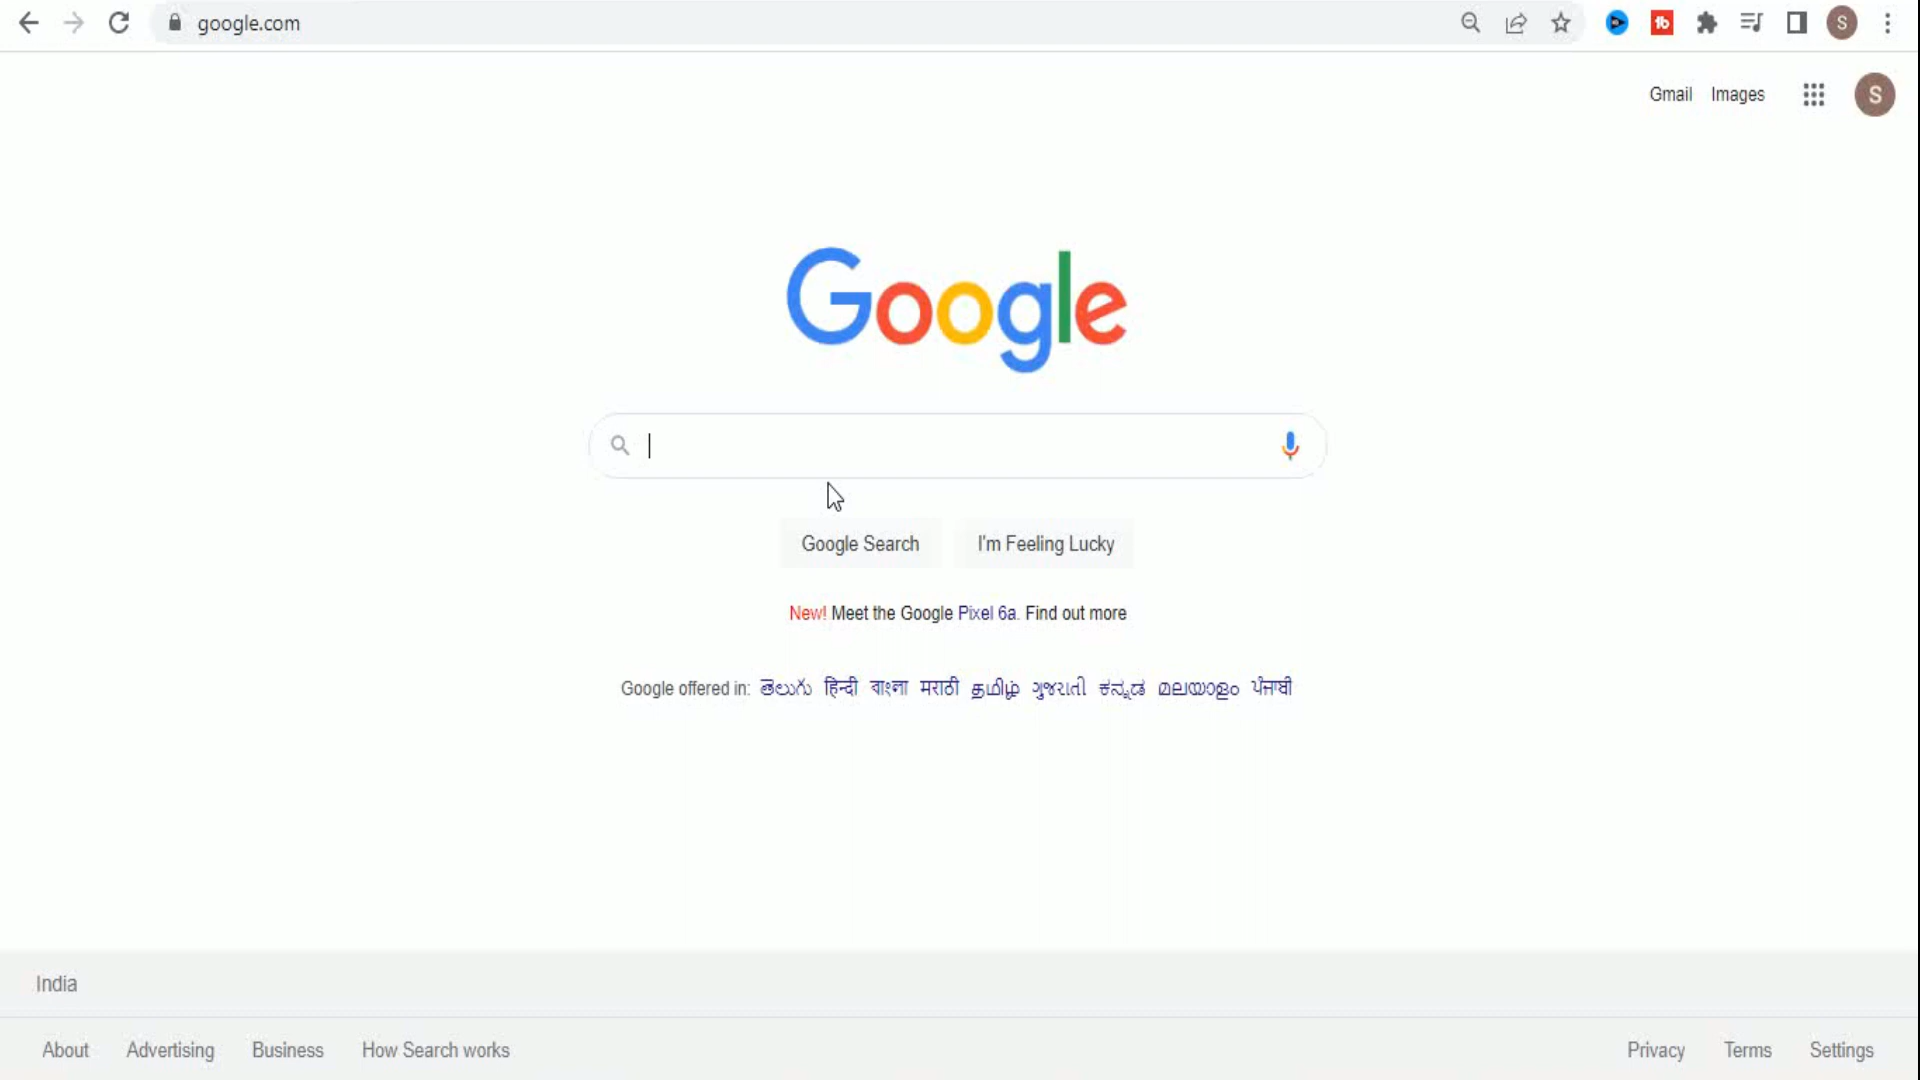 google.com
S
Gmail Images
S
Google
Google Search I'm Feeling Lucky
New! Meet the Google Pixel 6a. Find out more
Google offered in: తెలుగు हिन्दी বাংলা मराठी தமிழ் ગુજરાતી ಕನ್ನಡ മലയാളം ਪੰਜਾਬੀ
India
About Advertising Business How Search works Privacy Terms Settings